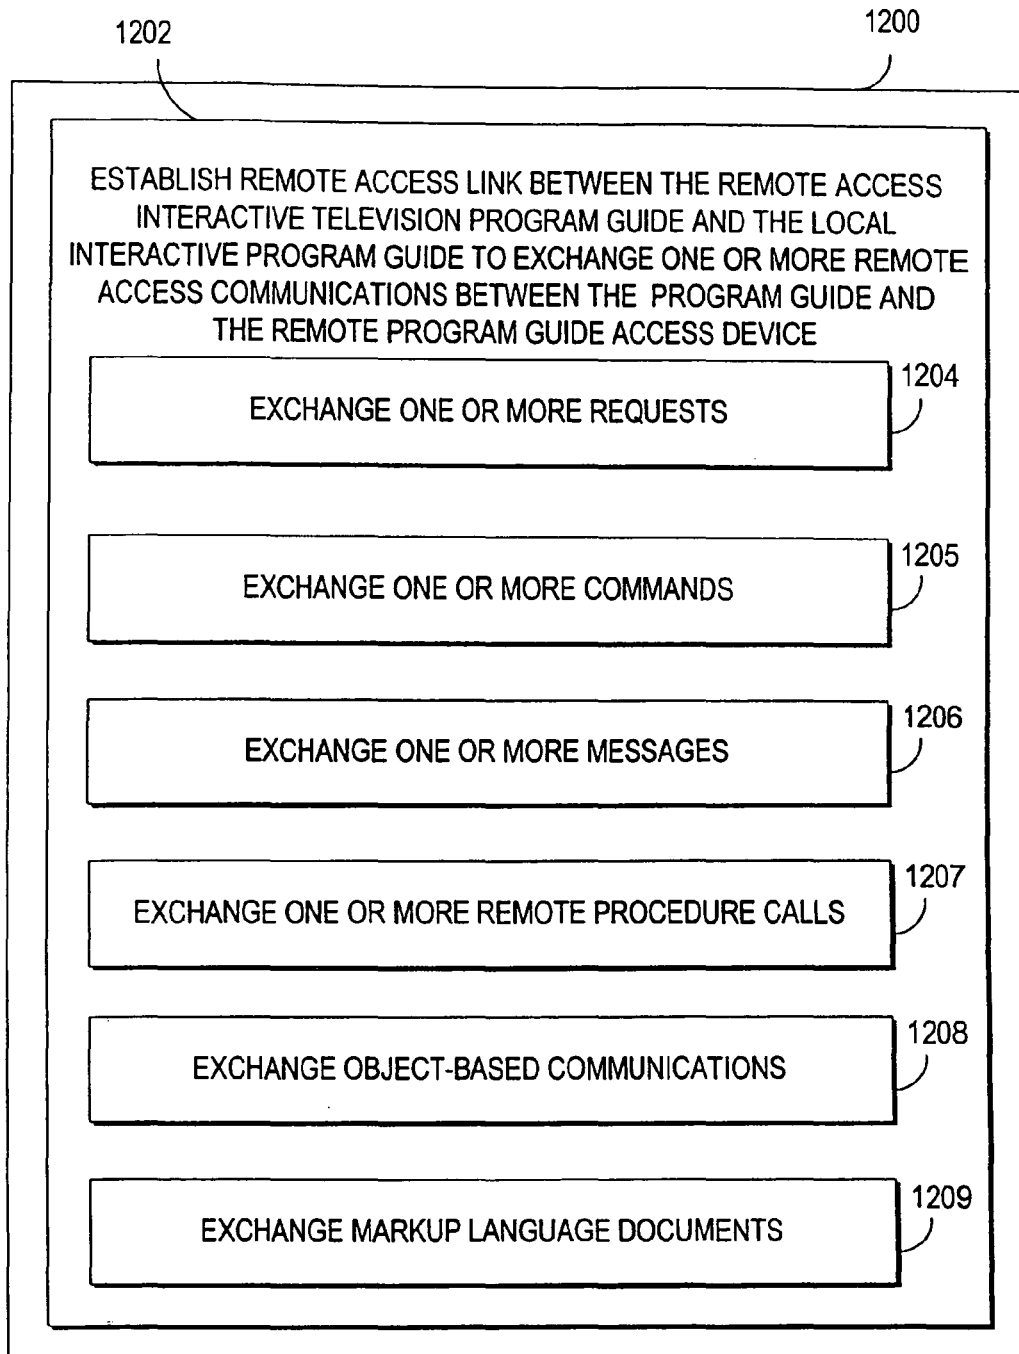 1202
1200
ESTABLISH REMOTE ACCESS LINK BETWEEN THE REMOTE ACCESS
INTERACTIVE TELEVISION PROGRAM GUIDE AND THE LOCAL
INTERACTIVE PROGRAM GUIDE TO EXCHANGE ONE OR MORE REMOTE
ACCESS COMMUNICATIONS BETWEEN THE PROGRAM GUIDE AND
THE REMOTE PROGRAM GUIDE ACCESS DEVICE
EXCHANGE ONE OR MORE REQUESTS
1204
EXCHANGE ONE OR MORE COMMANDS
1205
EXCHANGE ONE OR MORE MESSAGES
1206
EXCHANGE ONE OR MORE REMOTE PROCEDURE CALLS
1207
EXCHANGE OBJECT-BASED COMMUNICATIONS
1208
EXCHANGE MARKUP LANGUAGE DOCUMENTS
1209